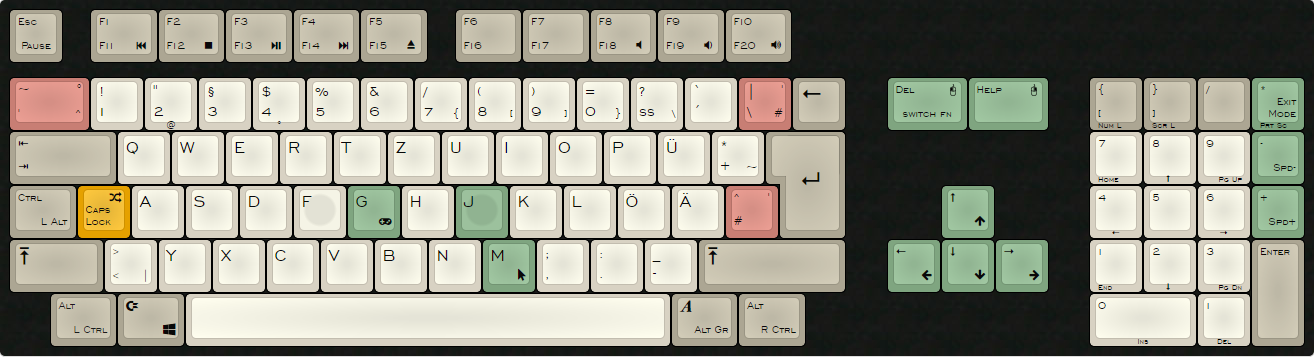 Esc
Pause
F1
F11
F2
F12
F3
F13
F4
F14
F5
F15
F6
F16
F7
F17
F8
F18
F9
F19
F10
F20
~ °
' ^
!
1
"
2
@
§
3
$
4
°
%
5
&
6
/
7 {
(
8 [
)
9 ]
=
0 }
?
ss \
`
´
| '
\ #
←
Del
switch fn
Help
{
[
Num L
}
]
Scr L
/
*
Exit
Mode
Prt Sc
⇤
⇥
Q
W
E
R
T
Z
U
I
O
P
Ü
*
+ ~
↵
7
Home
8
↑
9
Pg Up
-
Spd-
Ctrl
L Alt
Caps
Lock
A
S
D
F
G
H
J
K
L
Ö
Ä
^ '
#
↑
4
←
5
6
→
+
Spd+
>
< |
Y
X
C
V
B
N
M
;
,
:
.
_
-
←
↓
→
1
End
2
↓
3
Pg Dn
Enter
Alt
L Ctrl
A
Alt Gr
Alt
R Ctrl
0
Ins
.
Del